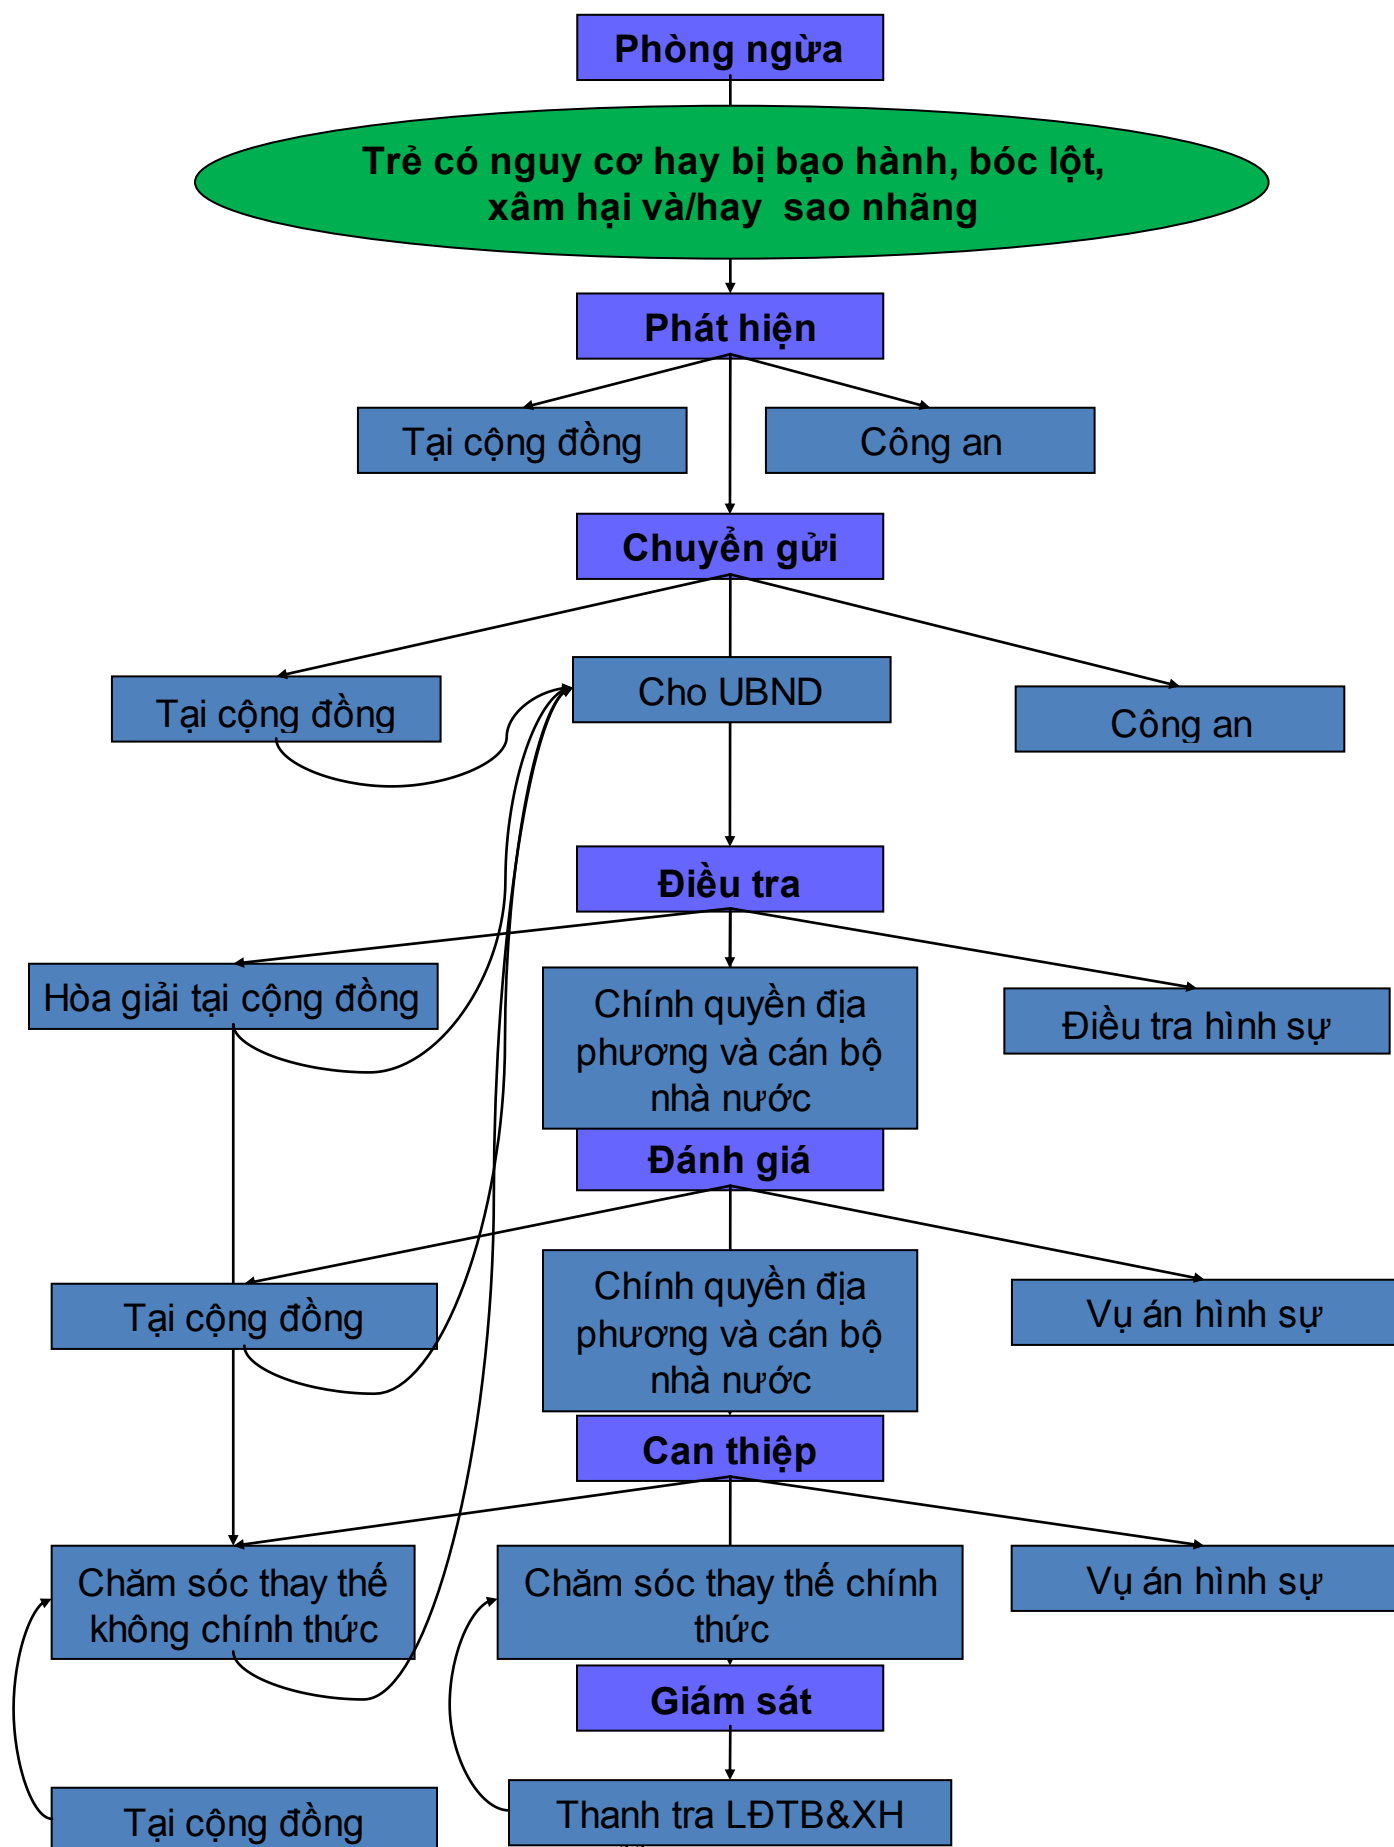 Phòng ngừa
Trẻ có nguy cơ hay bị bạo hành, bóc lột,
xâm hại và/hay sao nhãng
Phát hiện
Tại cộng đồng
Công an
Chuyển gửi
Tại cộng đồng
Cho UBND
Công an
Điều tra
Hòa giải tại cộng đồng
Chính quyền địa
phương và cán bộ
nhà nước
Điều tra hình sự
Đánh giá
Tại cộng đồng
Chính quyền địa
phương và cán bộ
nhà nước
Vụ án hình sự
Can thiệp
Chăm sóc thay thế
không chính thức
Chăm sóc thay thế chính
thức
Vụ án hình sự
Giám sát
Tại cộng đồng
Thanh tra LĐTB&XH